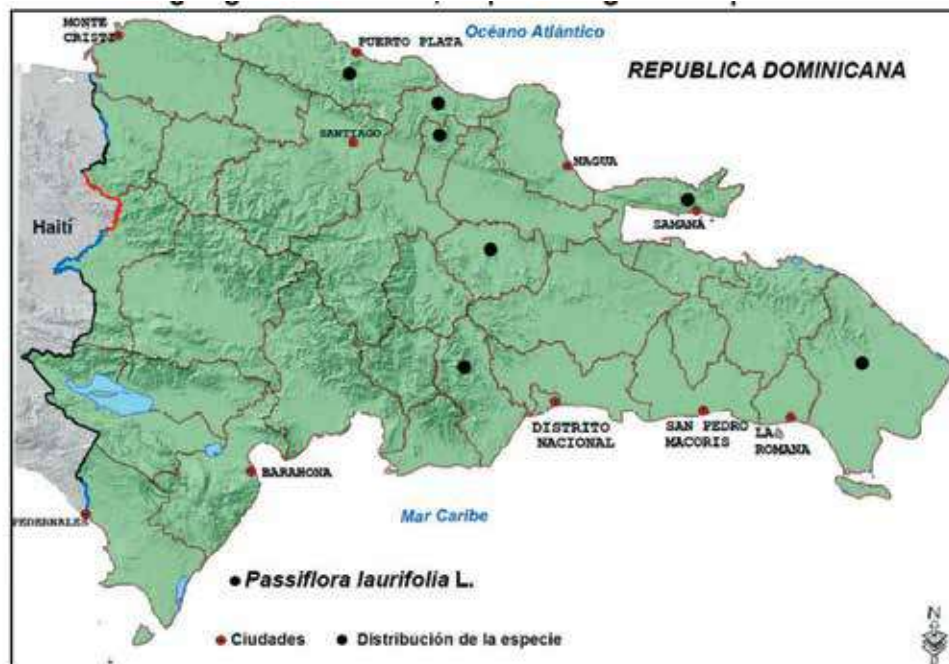 MONTE
CRISTI
PUERTO PLATA
Océano Atlántico
REPUBLICA DOMINICANA
SANTIAGO
NAGUA
SAMANÁ
Haití
DISTRITO
NACIONAL
SAN PEDRO
MACORIS
LA
ROMANA
BARAHONA
PEDERNALES
Mar Caribe
Passiflora laurifolia L.
Ciudades
Distribución de la especie
N